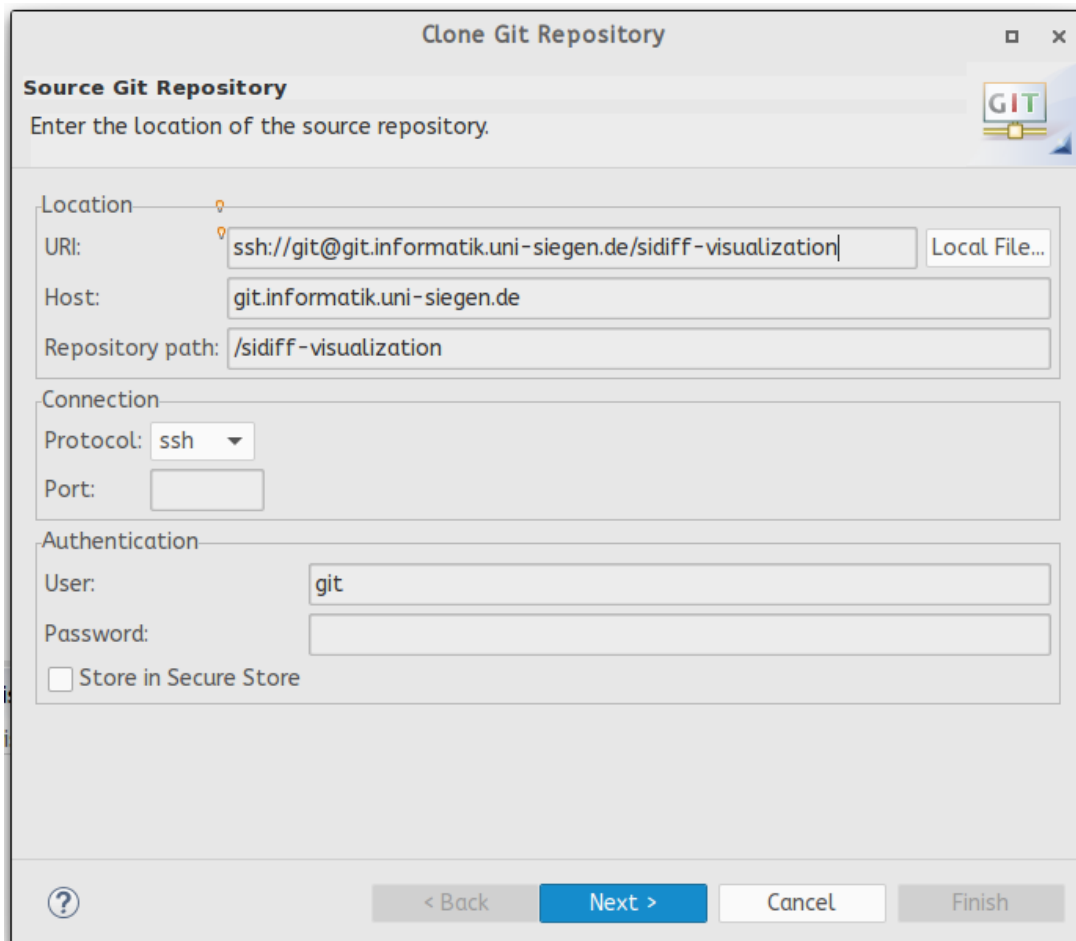 Clone Git Repository
Source Git Repository
Enter the location of the source repository.
GIT
Location
URI: ssh://git@git.informatik.uni-siegen.de/sidiff-visualization Local File...
Host: git.informatik.uni-siegen.de
Repository path: /sidiff-visualization
Connection
Protocol: ssh
Port:
Authentication
User: git
Password:
Store in Secure Store
? < Back Next > Cancel Finish